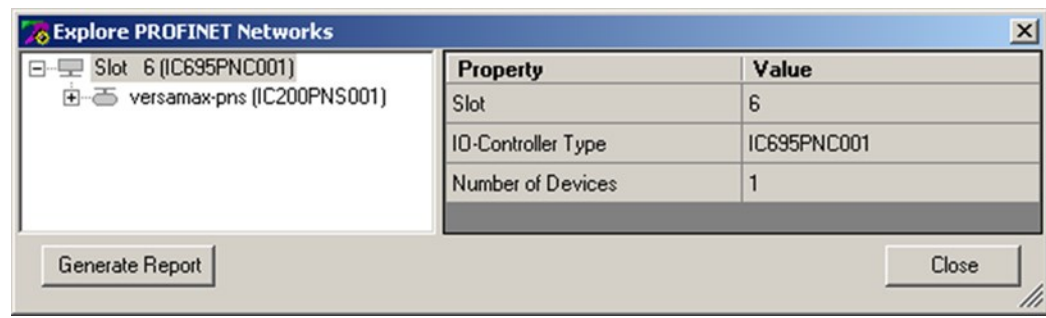 Explore PROFINET Networks
Slot 6 (IC695PNC001)
versamax-pns (IC200PNS001)
Property Value
Slot 6
IO-Controller Type IC695PNC001
Number of Devices 1
Generate Report Close